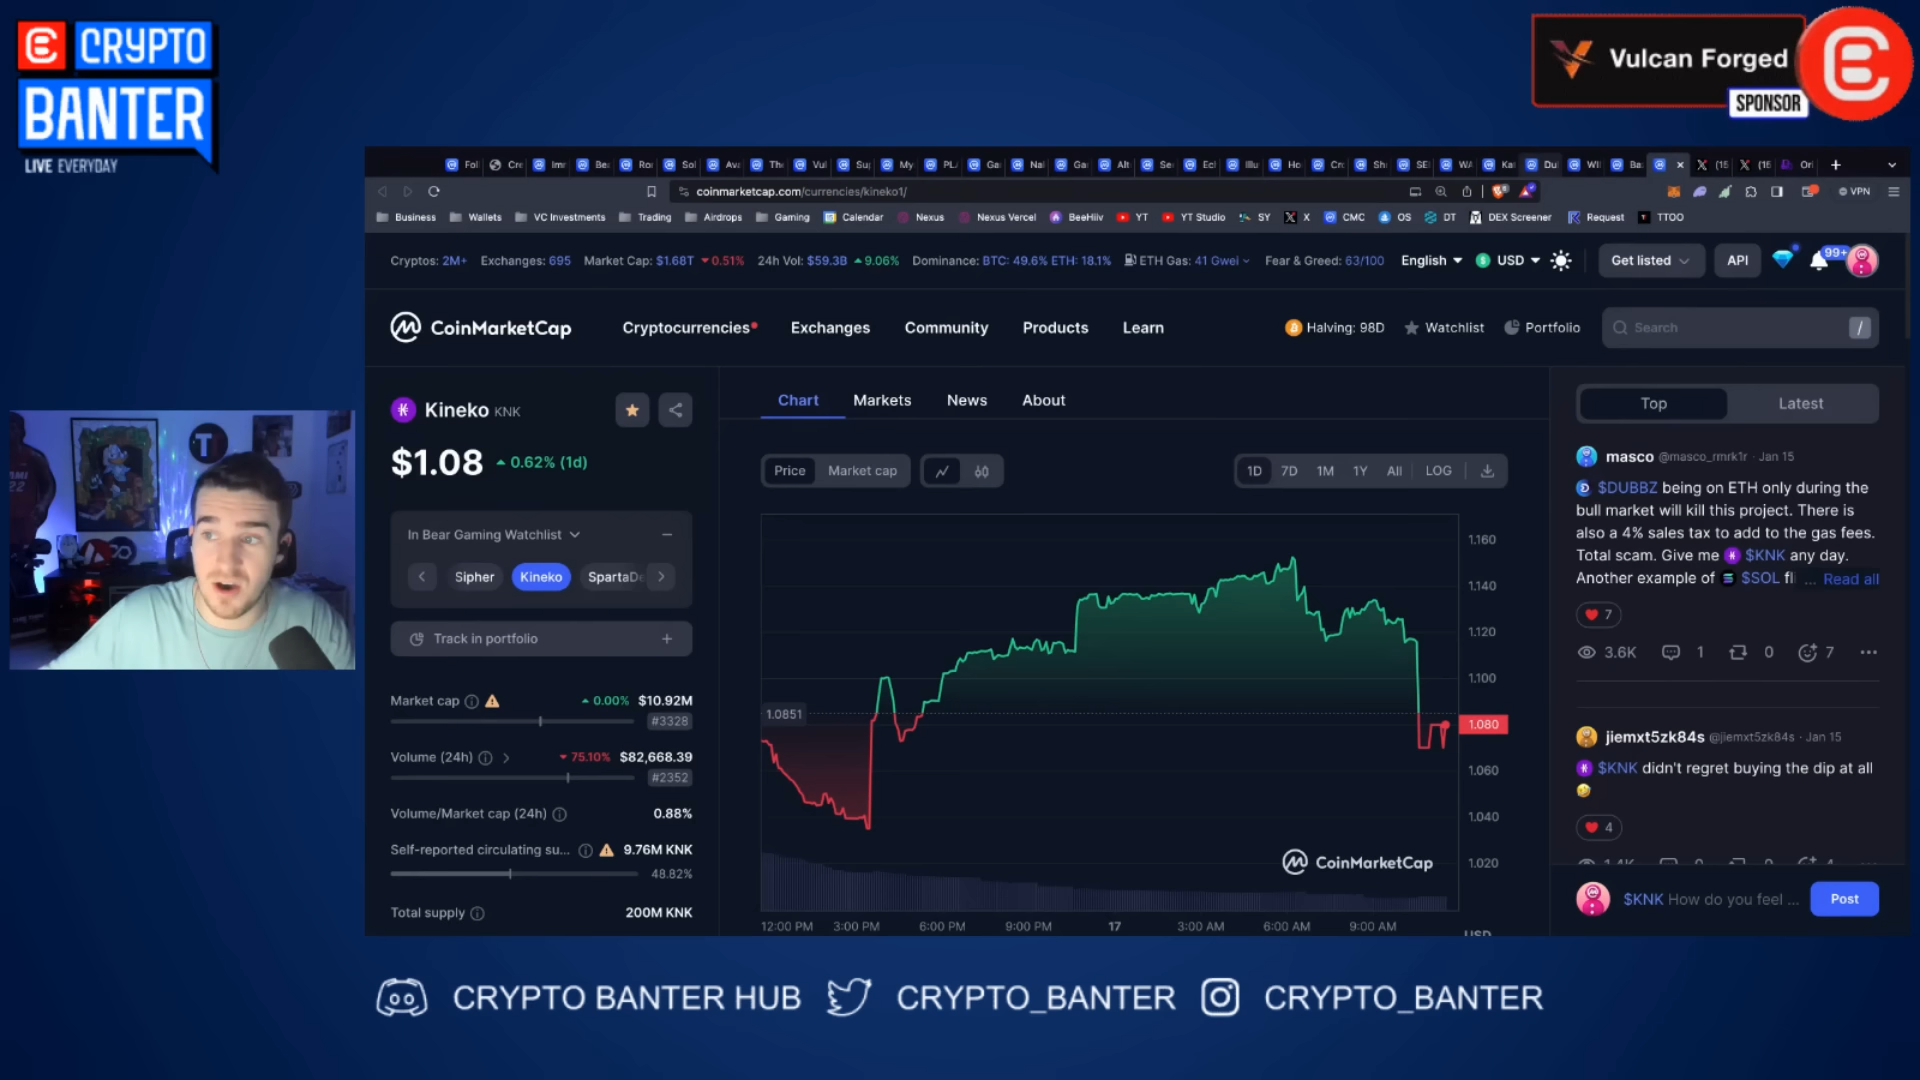 CRYPTO
BANTER
LIVE EVERYDAY
Vulcan Forged
SPONSOR
coinmarketcap.com/currencies/kineko1/
VPN
Business Wallets VC Investments Trading Airdrops Gaming Calendar Nexus Nexus Vercel BeeHiiv YT YT Studio SY X CMC OS DT DEX Screener Request TTOO
Cryptos: 2M+ Exchanges: 695 Market Cap: $1.68T 0.51% 24h Vol: $59.3B 9.06% Dominance: BTC: 49.6% ETH: 18.1% ETH Gas: 41 Gwei Fear & Greed: 63/100 English USD Get listed API 99+
CoinMarketCap Cryptocurrencies Exchanges Community Products Learn Halving: 98D Watchlist Portfolio Search /
Kineko KNK
$1.08 0.62% (1d)
In Bear Gaming Watchlist
Sipher Kineko SpartaDe
Track in portfolio +
Market cap 0.00% $10.92M
#3328
Volume (24h) 75.10% $82,668.39
#2352
Volume/Market cap (24h) 0.88%
Self-reported circulating su... 9.76M KNK
48.82%
Total supply 200M KNK
Chart Markets News About
Price Market cap 1D 7D 1M 1Y All LOG
1.160
1.140
1.120
1.100
1.0851
1.080
1.060
1.040
1.020
CoinMarketCap
12:00 PM 3:00 PM 6:00 PM 9:00 PM 17 3:00 AM 6:00 AM 9:00 AM
USD
Top Latest
masco @masco_rmrk1r · Jan 15
$DUBBZ being on ETH only during the
bull market will kill this project. There is
also a 4% sales tax to add to the gas fees.
Total scam. Give me $KNK any day.
Another example of $SOL fl ... Read all
7
3.6K 1 0 7
jiemxt5zk84s @jiemxt5zk84s · Jan 15
$KNK didn't regret buying the dip at all
4
$KNK How do you feel ... Post
CRYPTO BANTER HUB CRYPTO_BANTER CRYPTO_BANTER